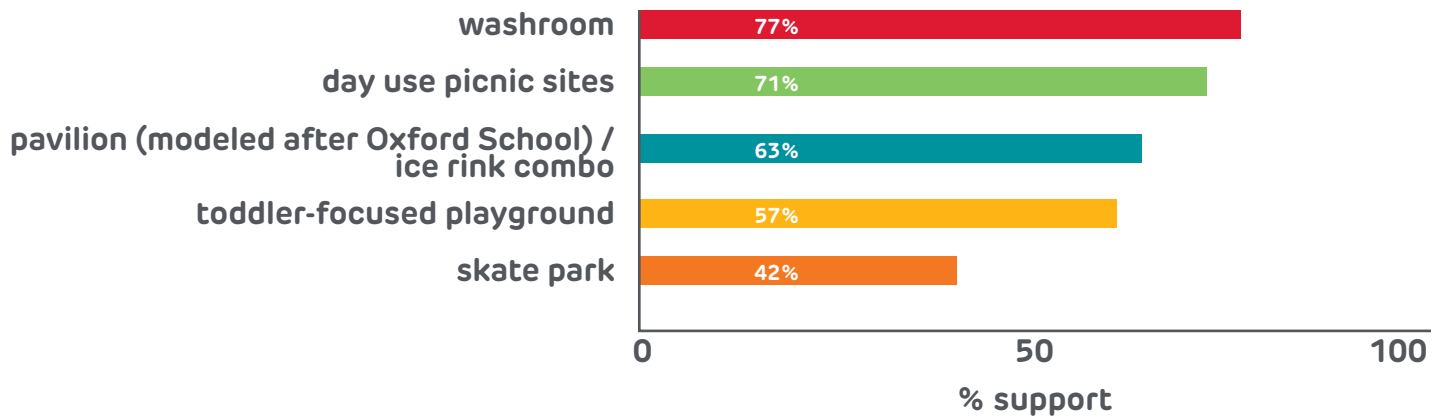 washroom
77%
day use picnic sites
71%
pavilion (modeled after Oxford School) /
ice rink combo
63%
toddler-focused playground
57%
skate park
42%
0
50
100
% support